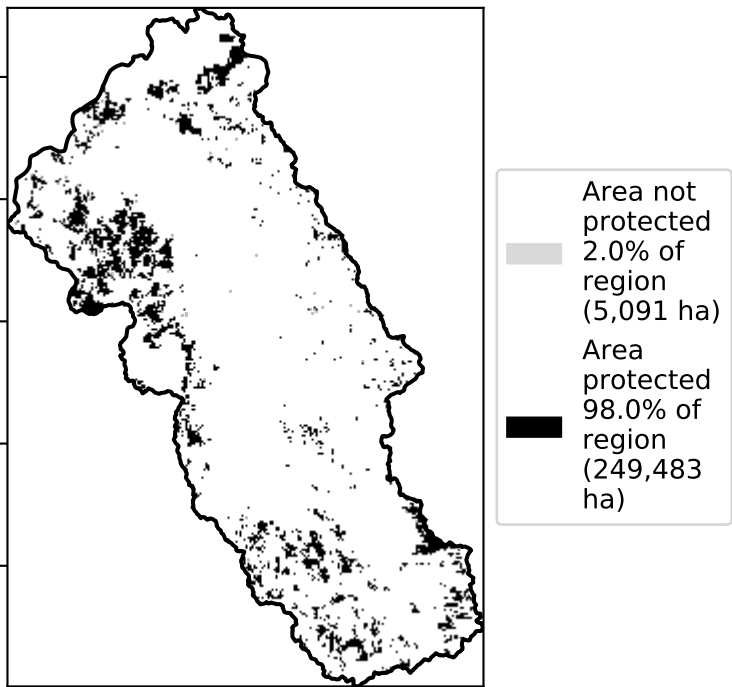 Area not
protected
2.0% of
region
(5,091 ha)
Area
protected
98.0% of
region
(249,483
ha)